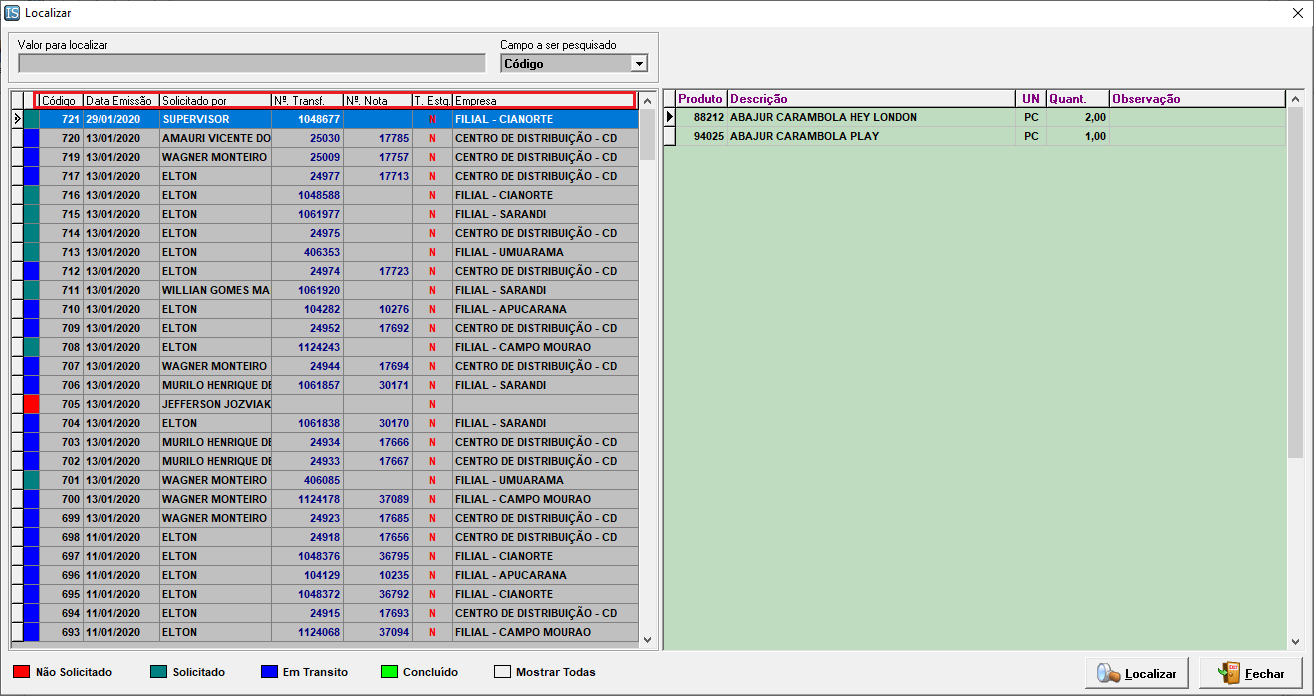 IS Localizar
Valor para localizar
Campo a ser pesquisado
Código
Código Data Emissão Solicitado por Nº. Transf. Nº. Nota T. Estq. Empresa
721 29/01/2020 SUPERVISOR 1048677 N FILIAL - CIANORTE
720 13/01/2020 AMAURI VICENTE DO 25030 17785 N CENTRO DE DISTRIBUIÇÃO - CD
719 13/01/2020 WAGNER MONTEIRO 25009 17757 N CENTRO DE DISTRIBUIÇÃO - CD
717 13/01/2020 ELTON 24977 17713 N CENTRO DE DISTRIBUIÇÃO - CD
716 13/01/2020 ELTON 1048588 N FILIAL - CIANORTE
715 13/01/2020 ELTON 1061977 N FILIAL - SARANDI
714 13/01/2020 ELTON 24975 N CENTRO DE DISTRIBUIÇÃO - CD
713 13/01/2020 ELTON 406353 N FILIAL - UMUARAMA
712 13/01/2020 ELTON 24974 17723 N CENTRO DE DISTRIBUIÇÃO - CD
711 13/01/2020 WILLIAN GOMES MA 1061920 N FILIAL - SARANDI
710 13/01/2020 ELTON 104282 10276 N FILIAL - APUCARANA
709 13/01/2020 ELTON 24952 17692 N CENTRO DE DISTRIBUIÇÃO - CD
708 13/01/2020 ELTON 1124243 N FILIAL - CAMPO MOURAO
707 13/01/2020 WAGNER MONTEIRO 24944 17694 N CENTRO DE DISTRIBUIÇÃO - CD
706 13/01/2020 MURILO HENRIQUE DE 1061857 30171 N FILIAL - SARANDI
705 13/01/2020 JEFFERSON JOZVIAK N
704 13/01/2020 ELTON 1061838 30170 N FILIAL - SARANDI
703 13/01/2020 MURILO HENRIQUE DE 24934 17666 N CENTRO DE DISTRIBUIÇÃO - CD
702 13/01/2020 MURILO HENRIQUE DE 24933 17667 N CENTRO DE DISTRIBUIÇÃO - CD
701 13/01/2020 WAGNER MONTEIRO 406085 N FILIAL - UMUARAMA
700 13/01/2020 WAGNER MONTEIRO 1124178 37089 N FILIAL - CAMPO MOURAO
699 13/01/2020 WAGNER MONTEIRO 24923 17685 N CENTRO DE DISTRIBUIÇÃO - CD
698 11/01/2020 ELTON 24918 17656 N CENTRO DE DISTRIBUIÇÃO - CD
697 11/01/2020 ELTON 1048376 36795 N FILIAL - CIANORTE
696 11/01/2020 ELTON 104129 10235 N FILIAL - APUCARANA
695 11/01/2020 ELTON 1048372 36792 N FILIAL - CIANORTE
694 11/01/2020 ELTON 24915 17693 N CENTRO DE DISTRIBUIÇÃO - CD
693 11/01/2020 ELTON 1124068 37094 N FILIAL - CAMPO MOURAO
Produto Descrição UN Quant. Observação
88212 ABAJUR CARAMBOLA HEY LONDON PC 2,00
94025 ABAJUR CARAMBOLA PLAY PC 1,00
Não Solicitado Solicitado Em Transito Concluído Mostrar Todas
Localizar Fechar